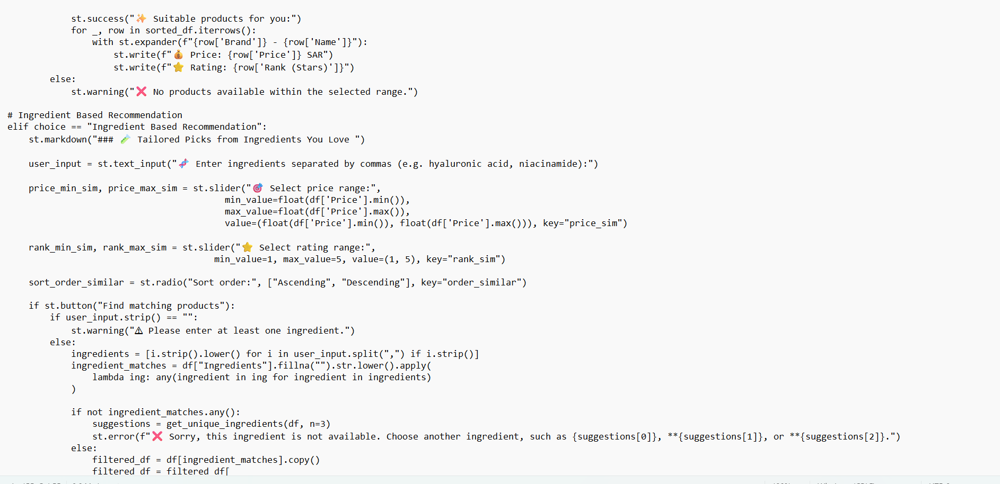 st.success("✨ Suitable products for you:")
for _, row in sorted_df.iterrows():
with st.expander(f"{row['Brand']} - {row['Name']}"):
st.write(f"💰 Price: {row['Price']} SAR")
st.write(f"⭐ Rating: {row['Rank (Stars)']}")
else:
st.warning("❌ No products available within the selected range.")
# Ingredient Based Recommendation
elif choice == "Ingredient Based Recommendation":
st.markdown("### 🧪 Tailored Picks from Ingredients You Love ")
user_input = st.text_input("🧬 Enter ingredients separated by commas (e.g. hyaluronic acid, niacinamide):")
price_min_sim, price_max_sim = st.slider("🎯 Select price range:",
min_value=float(df['Price'].min()),
max_value=float(df['Price'].max()),
value=(float(df['Price'].min()), float(df['Price'].max())), key="price_sim")
rank_min_sim, rank_max_sim = st.slider("⭐ Select rating range:",
min_value=1, max_value=5, value=(1, 5), key="rank_sim")
sort_order_similar = st.radio("Sort order:", ["Ascending", "Descending"], key="order_similar")
if st.button("Find matching products"):
if user_input.strip() == "":
st.warning("⚠ Please enter at least one ingredient.")
else:
ingredients = [i.strip().lower() for i in user_input.split(",") if i.strip()]
ingredient_matches = df["Ingredients"].fillna("").str.lower().apply(
lambda ing: any(ingredient in ing for ingredient in ingredients)
)
if not ingredient_matches.any():
suggestions = get_unique_ingredients(df, n=3)
st.error(f"❌ Sorry, this ingredient is not available. Choose another ingredient, such as {suggestions[0]}, **{suggestions[1]}, or **{suggestions[2]}.")
else:
filtered_df = df[ingredient_matches].copy()
filtered_df = filtered_df[